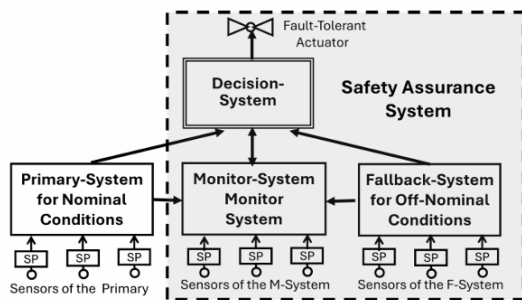 Fault-Tolerant
Actuator
Decision-
System
Safety Assurance
System
Primary-System
for Nominal
Conditions
Monitor-System
Monitor
System
Fallback-System
for Off-Nominal
Conditions
SP SP SP SP SP SP SP SP SP
Sensors of the Primary
Sensors of the M-System
Sensors of the F-System